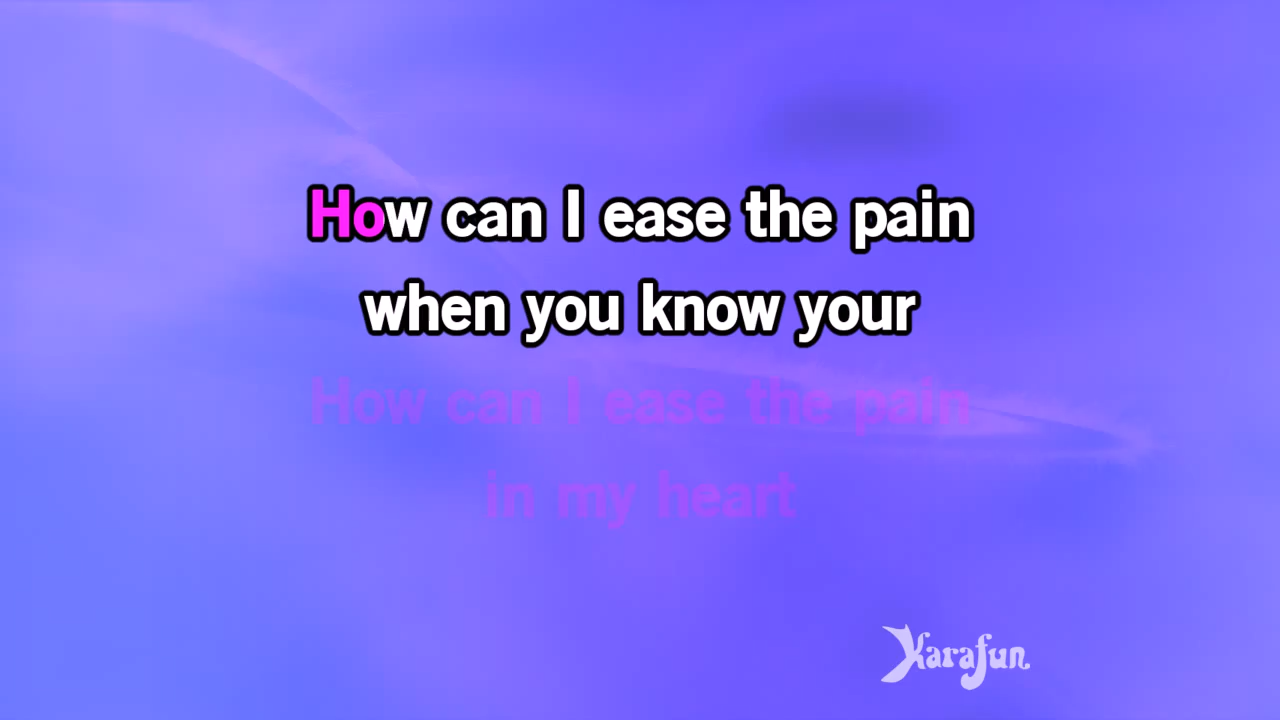 How can I ease the pain
when you know your
How can I ease the pain
in my heart
Karafun